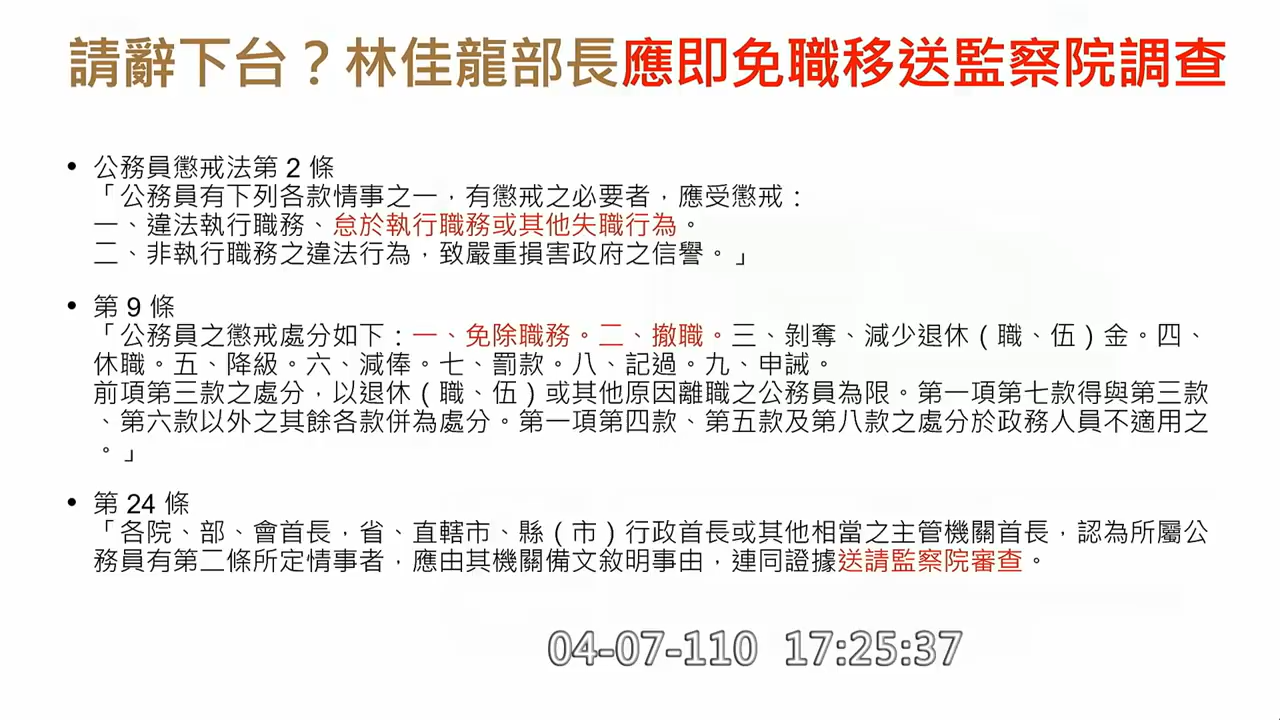 請辭下台？林佳龍部長應即免職移送監察院調查
• 公務員懲戒法第 2 條
「公務員有下列各款情事之一，有懲戒之必要者，應受懲戒：
一、違法執行職務、怠於執行職務或其他失職行為。
二、非執行職務之違法行為，致嚴重損害政府之信譽。」
• 第 9 條
「公務員之懲戒處分如下：一、免除職務。二、撤職。三、剝奪、減少退休（職、伍）金。四、
休職。五、降級。六、減俸。七、罰款。八、記過。九、申誡。
前項第三款之處分，以退休（職、伍）或其他原因離職之公務員為限。第一項第七款得與第三款
、第六款以外之其餘各款併為處分。第一項第四款、第五款及第八款之處分於政務人員不適用之
。」
• 第 24 條
「各院、部、會首長，省、直轄市、縣（市）行政首長或其他相當之主管機關首長，認為所屬公
務員有第二條所定情事者，應由其機關備文敘明事由，連同證據送請監察院審查。
04-07-110 17:25:37